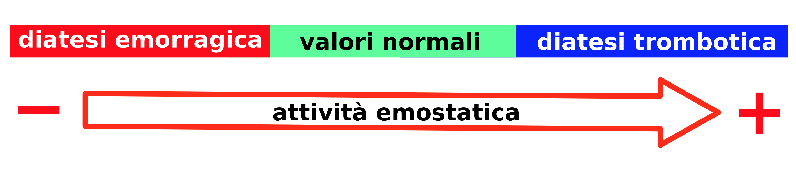 diatesi emorragica valori normali diatesi trombotica
− attività emostatica +